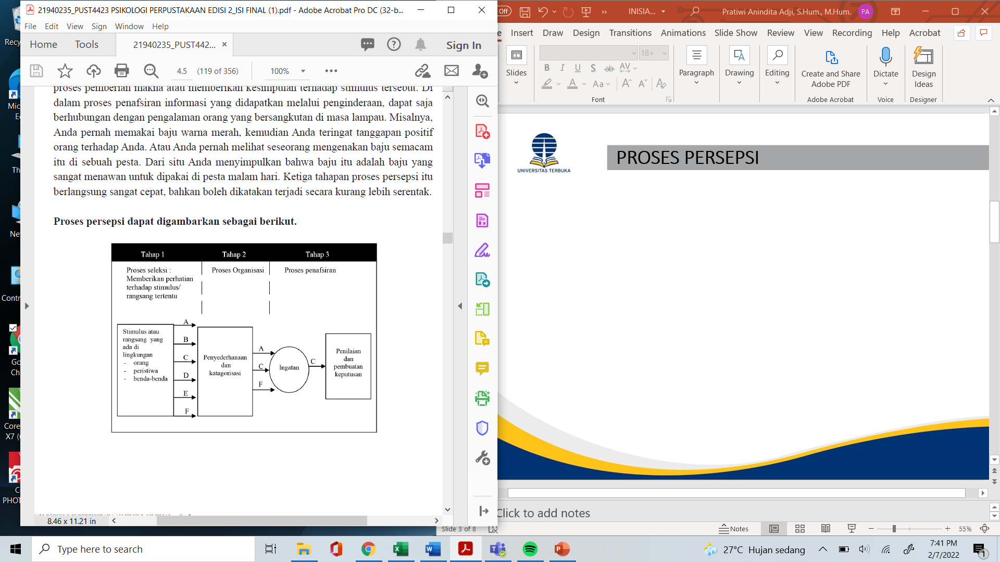 21940235_PUST4423 PSIKOLOGI PERPUSTAKAAN EDISI 2_ISI FINAL (1).pdf - Adobe Acrobat Pro DC (32-b...
File Edit View Sign Window Help
Home Tools 21940235_PUST442... × Sign In
4.5 (119 of 356) 100%
proses pemberian makna atau memberikan kesimpulan terhadap stimulus tersebut. Di
dalam proses penafsiran informasi yang didapatkan melalui penginderaan, dapat saja
berhubungan dengan pengalaman orang yang bersangkutan di masa lampau. Misalnya,
Anda pernah memakai baju warna merah, kemudian Anda teringat tanggapan positif
orang terhadap Anda. Atau Anda pernah melihat seseorang mengenakan baju semacam
itu di sebuah pesta. Dari situ Anda menyimpulkan bahwa baju itu adalah baju yang
sangat menawan untuk dipakai di pesta malam hari. Ketiga tahapan proses persepsi itu
berlangsung sangat cepat, bahkan boleh dikatakan terjadi secara kurang lebih serentak.
Proses persepsi dapat digambarkan sebagai berikut.
Tahap 1 Tahap 2 Tahap 3
Proses seleksi :
Memberikan perhatian
terhadap stimulus/
rangsang tertentu
Proses Organisasi
Proses penafsiran
Stimulus atau
rangsang yang
ada di
lingkungan
- orang
- peristiwa
- benda-benda
A
B
C
D
E
F
Penyederhanaan
dan
katagorisasi
A
C
F
Ingatan
C
Penilaian
dan
pembuatan
keputusan
8.46 x 11.21 in
Off INISIA... Pratiwi Anindita Adji, S.Hum., M.Hum. PA
Insert Draw Design Transitions Animations Slide Show Review View Recording Help Acrobat
18+
B I U S ab AV
Aa A A
Slides
Font
Paragraph
Drawing
Editing
Create and Share
Adobe PDF
Adobe Acrobat
Dictate
Voice
Design
Ideas
Designer
UNIVERSITAS TERBUKA
PROSES PERSEPSI
Click to add notes
Slide 3 of 8 Notes 55%
Recy
Mic
E
Th
Ne
Contr
Go
Ch
Core
X7 (
C
PHOT
Type here to search
27°C Hujan sedang
7:41 PM
2/7/2022
1